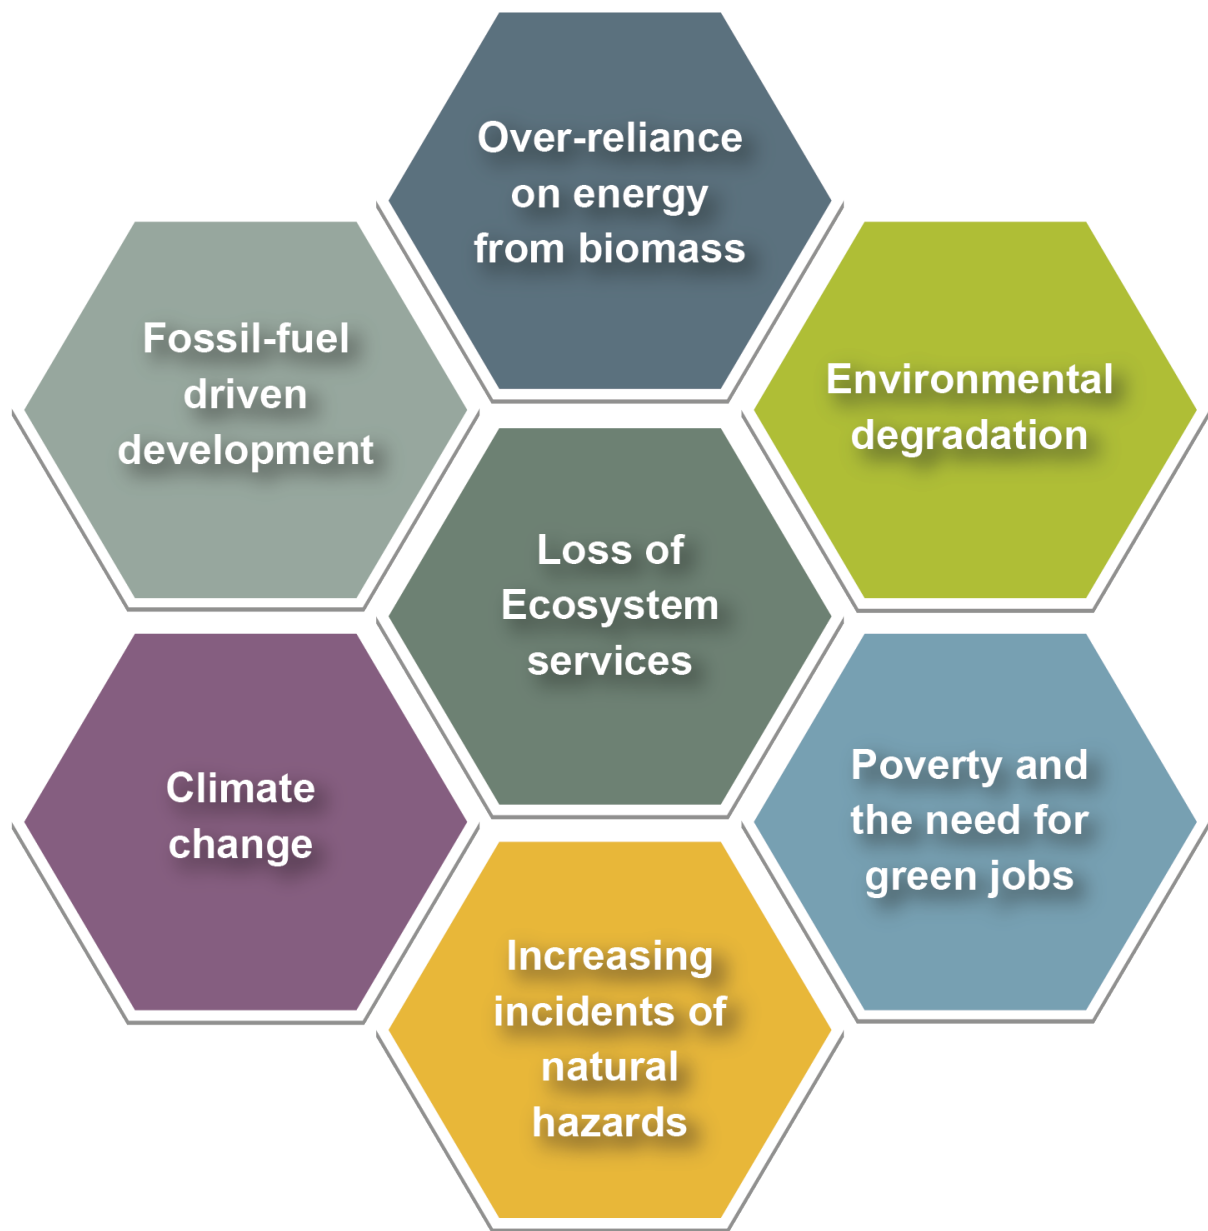 Over-reliance
on energy
from biomass
Fossil-fuel
driven
development
Environmental
degradation
Loss of
Ecosystem
services
Climate
change
Poverty and
the need for
green jobs
Increasing
incidents of
natural
hazards